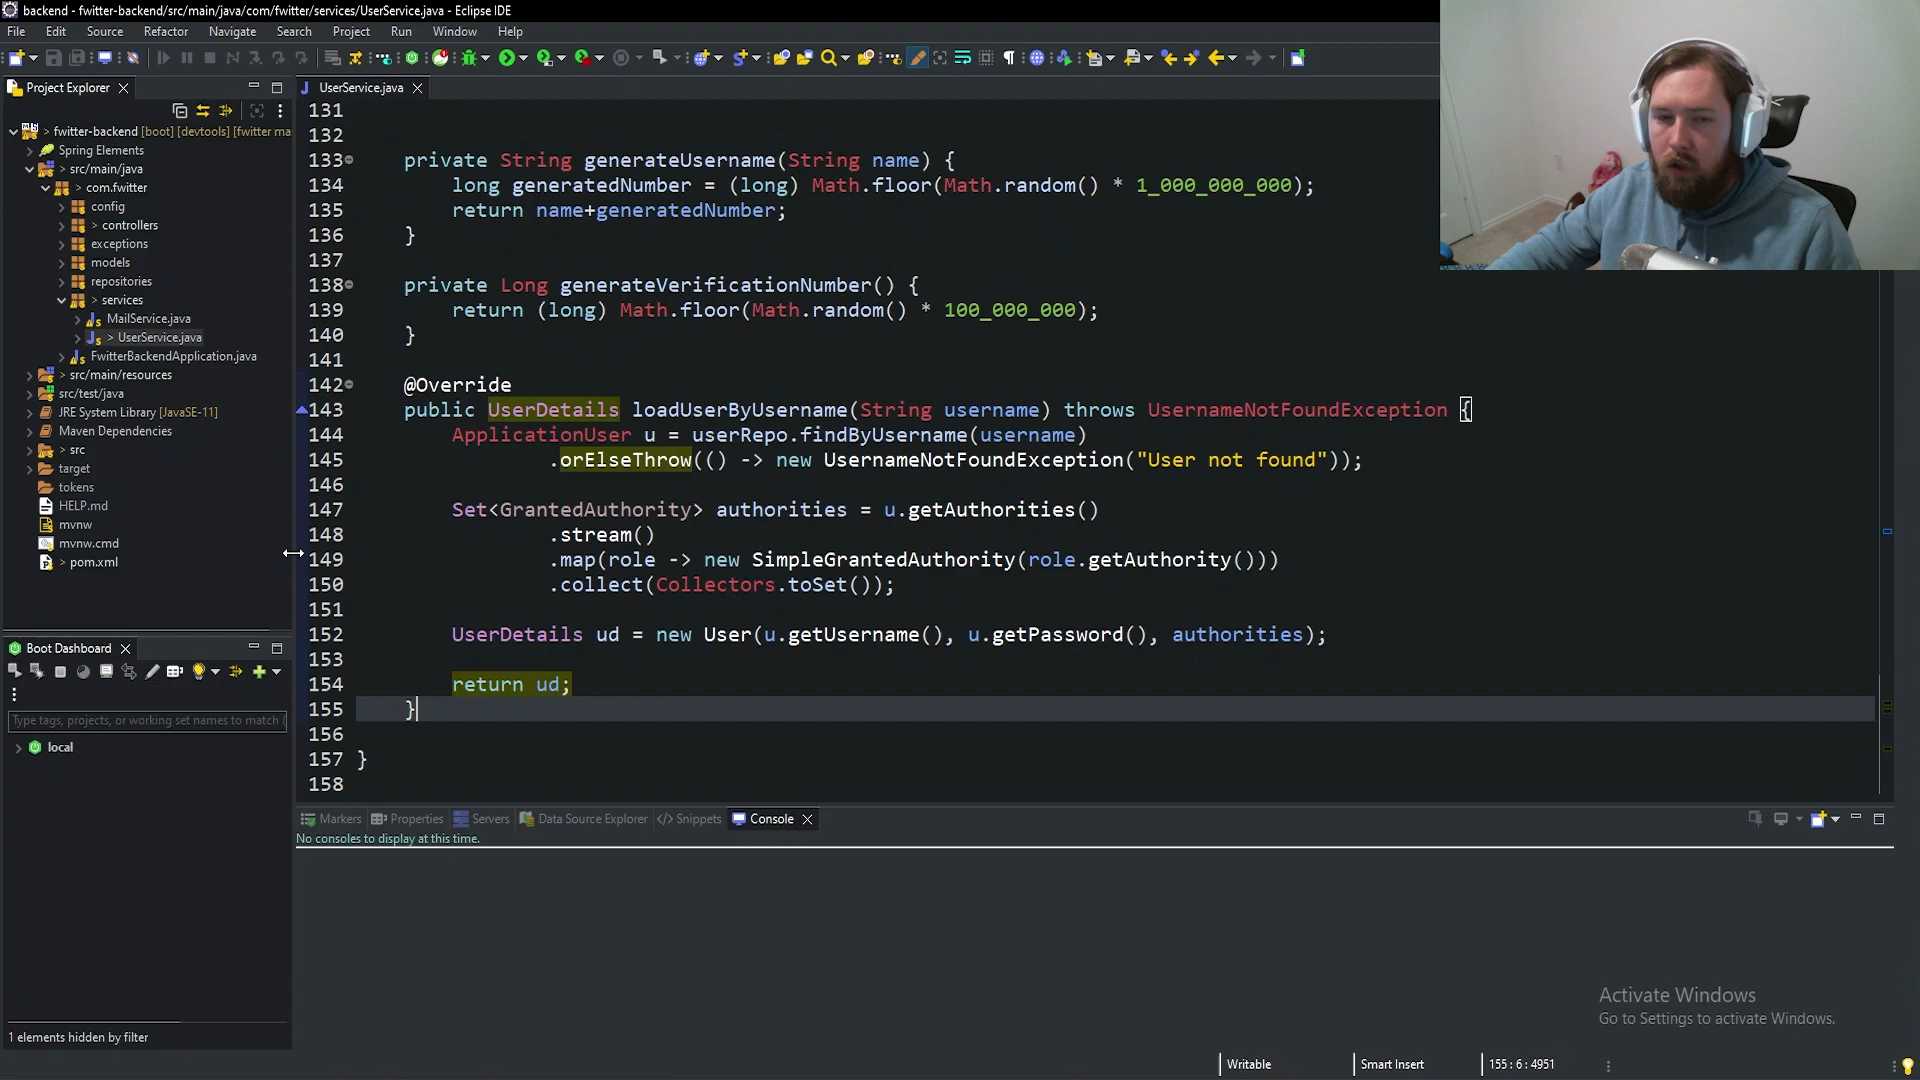 backend - fwitter-backend/src/main/java/com/fwitter/services/UserService.java - Eclipse IDE
File Edit Source Refactor Navigate Search Project Run Window Help
Project Explorer
UserService.java
> fwitter-backend [boot] [devtools] [fwitter ma
Spring Elements
> src/main/java
> com.fwitter
config
> controllers
exceptions
models
repositories
> services
MailService.java
> UserService.java
FwitterBackendApplication.java
> src/main/resources
src/test/java
JRE System Library [JavaSE-11]
Maven Dependencies
> src
target
tokens
HELP.md
mvnw
mvnw.cmd
> pom.xml
Boot Dashboard
Type tags, projects, or working set names to match (
local
1 elements hidden by filter
131
132
133 private String generateUsername(String name) {
134 long generatedNumber = (long) Math.floor(Math.random() * 1_000_000_000);
135 return name+generatedNumber;
136 }
137
138 private Long generateVerificationNumber() {
139 return (long) Math.floor(Math.random() * 100_000_000);
140 }
141
142 @Override
143 public UserDetails loadUserByUsername(String username) throws UsernameNotFoundException {
144 ApplicationUser u = userRepo.findByUsername(username)
145 .orElseThrow(() -> new UsernameNotFoundException("User not found"));
146
147 Set<GrantedAuthority> authorities = u.getAuthorities()
148 .stream()
149 .map(role -> new SimpleGrantedAuthority(role.getAuthority()))
150 .collect(Collectors.toSet());
151
152 UserDetails ud = new User(u.getUsername(), u.getPassword(), authorities);
153
154 return ud;
155 }
156
157 }
158
Markers Properties Servers Data Source Explorer Snippets Console
No consoles to display at this time.
Activate Windows
Go to Settings to activate Windows.
Writable Smart Insert 155 : 6 : 4951